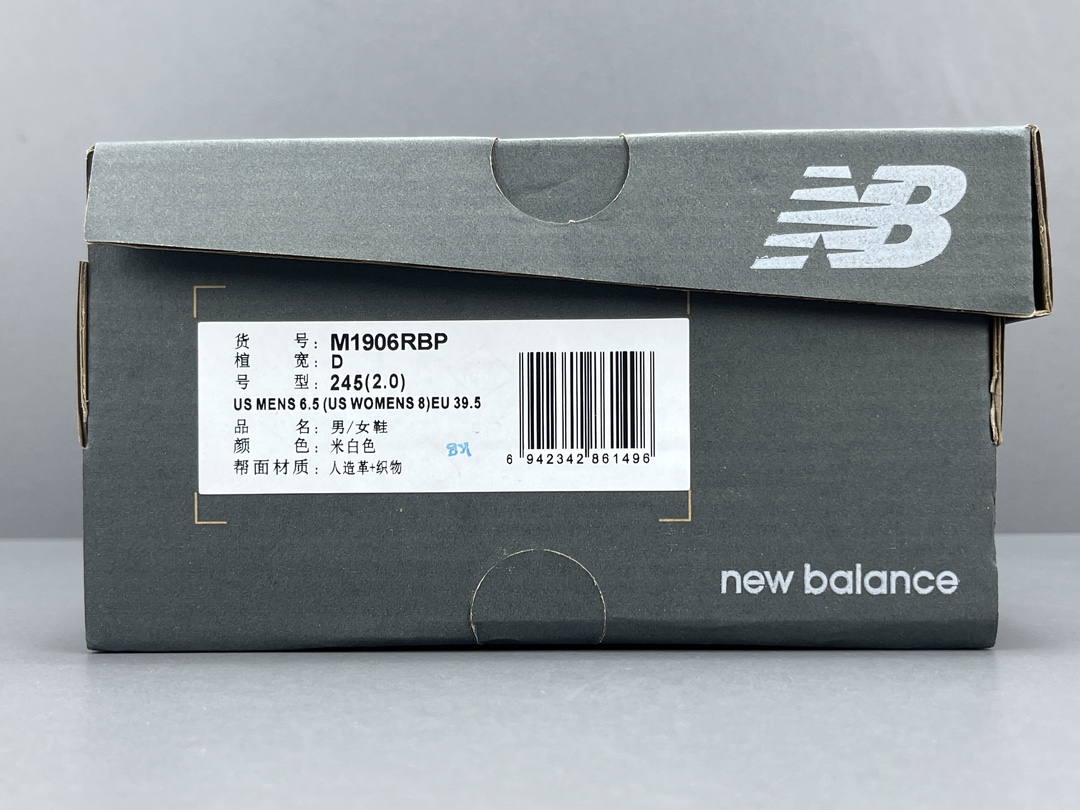 NB
货 号：M1906RBP
楦 宽：D
号 型：245(2.0)
US MENS 6.5 (US WOMENS 8)EU 39.5
品 名：男/女鞋
颜 色：米白色
帮面材质：人造革+织物
6 942342 861496
new balance